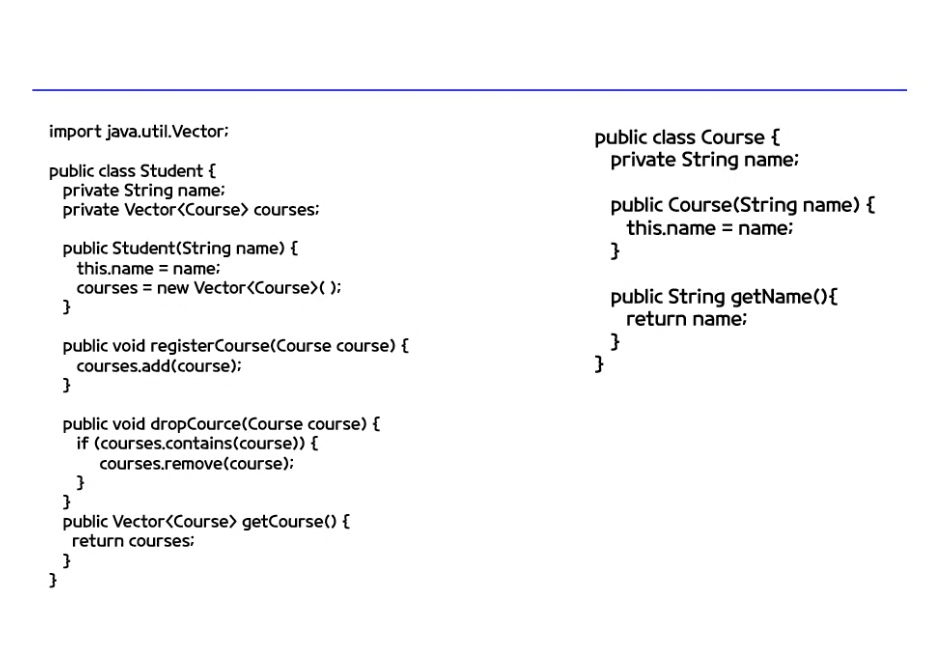 import java.util.Vector;
public class Student {
private String name;
private Vector<Course> courses;
public Student(String name) {
this.name = name;
courses = new Vector<Course>( );
}
public void registerCourse(Course course) {
courses.add(course);
}
public void dropCource(Course course) {
if (courses.contains(course)) {
courses.remove(course);
}
}
public Vector<Course> getCourse() {
return courses;
}
}
public class Course {
private String name;
public Course(String name) {
this.name = name;
}
public String getName(){
return name;
}
}